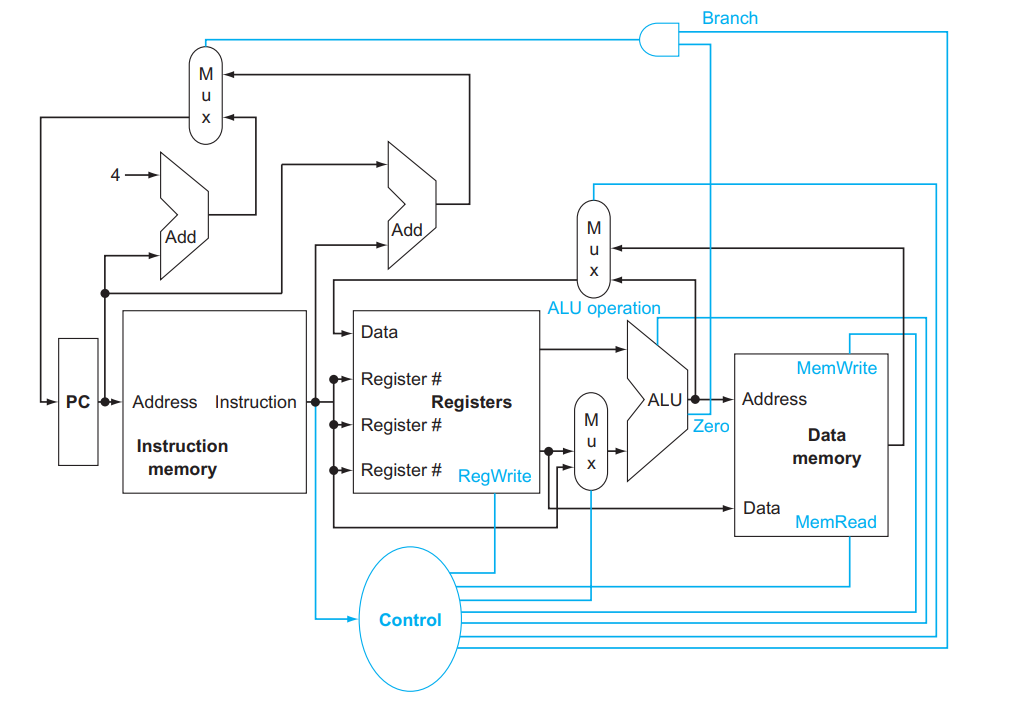 Branch
M
u
x
4
Add
Add
M
u
x
ALU operation
Data
Register #
Registers
Register #
Register #
RegWrite
PC
Address
Instruction
Instruction
memory
M
u
x
ALU
Zero
MemWrite
Address
Data
memory
Data
MemRead
Control